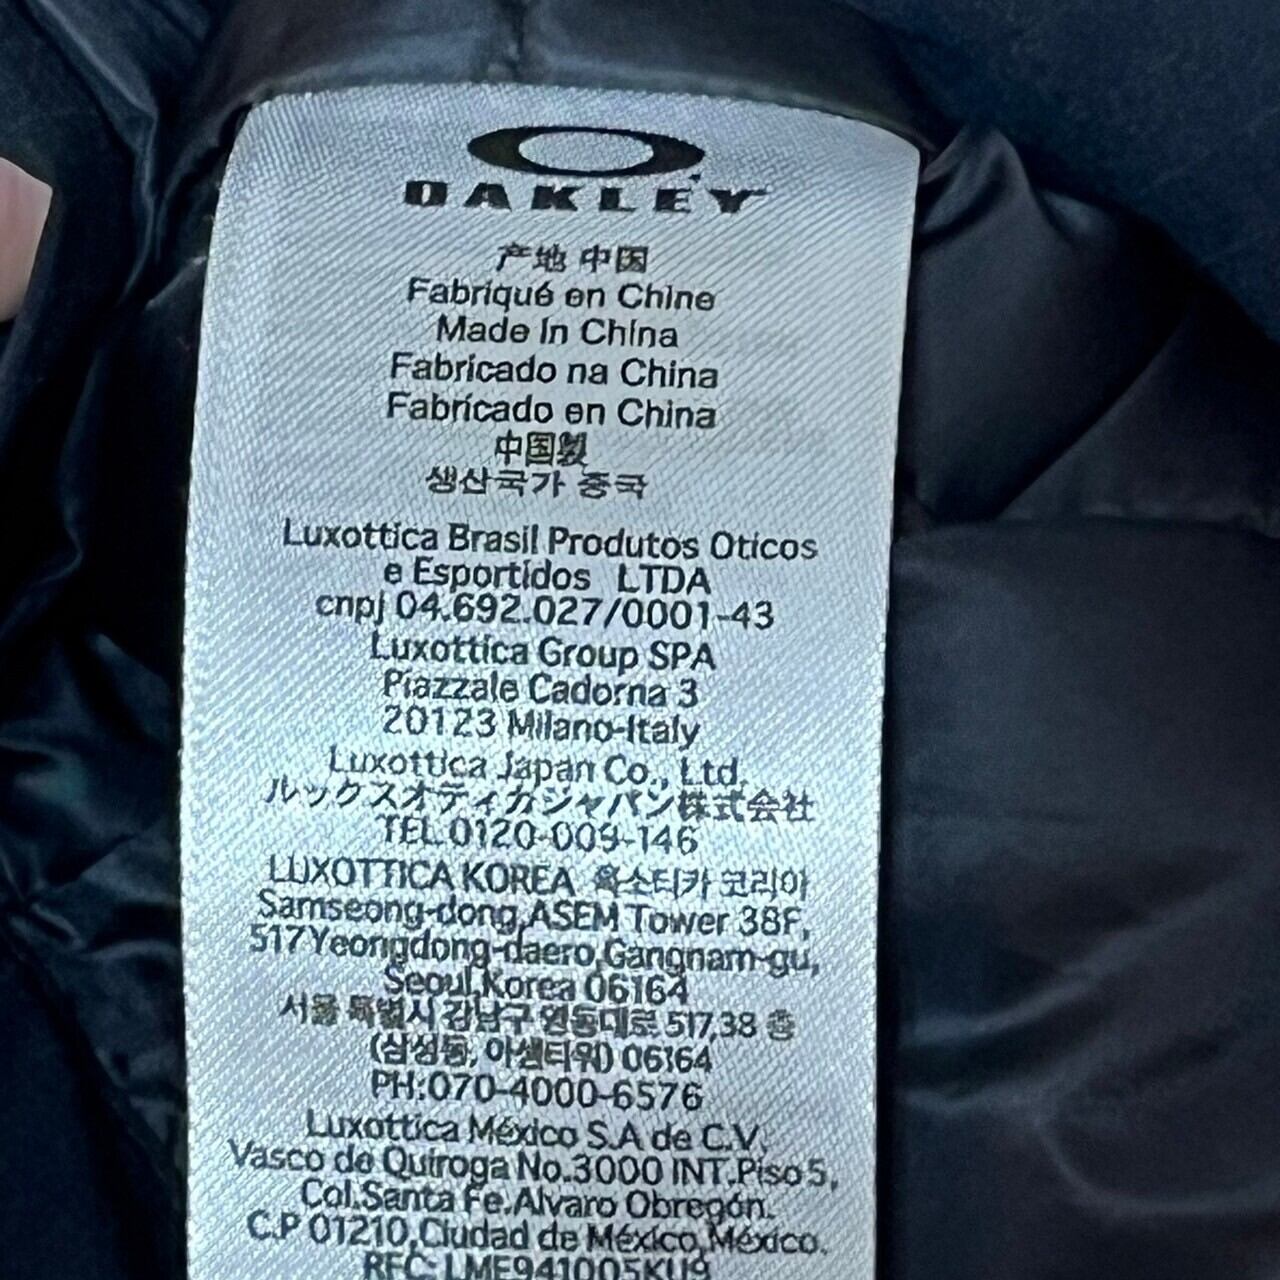 OAKLEY
产地 中国
Fabriqué en Chine
Made In China
Fabricado na China
Fabricado en China
中国製
생산국가 중국
Luxottica Brasil Produtos Oticos
e Esportidos LTDA
cnpj 04.692.027/0001-43
Luxottica Group SPA
Piazzale Cadorna 3
20123 Milano-Italy
Luxottica Japan Co., Ltd.
ルックスオティカジャパン株式会社
TEL.0120-009-146
LUXOTTICA KOREA 룩소티카 코리아
Samseong-dong,ASEM Tower 38F,
517Yeongdong-daero,Gangnam-gu,
Seoul,Korea 06164
서울 특별시 강남구 영동대로 517,38 층
(삼성동, 아셈타워) 06164
PH:070-4000-6576
Luxottica México S.A de C.V.
Vasco de Quiroga No.3000 INT.Piso 5,
Col.Santa Fe.Alvaro Obregón.
C.P 01210,Ciudad de México,México.
RFC: LME941005KU9